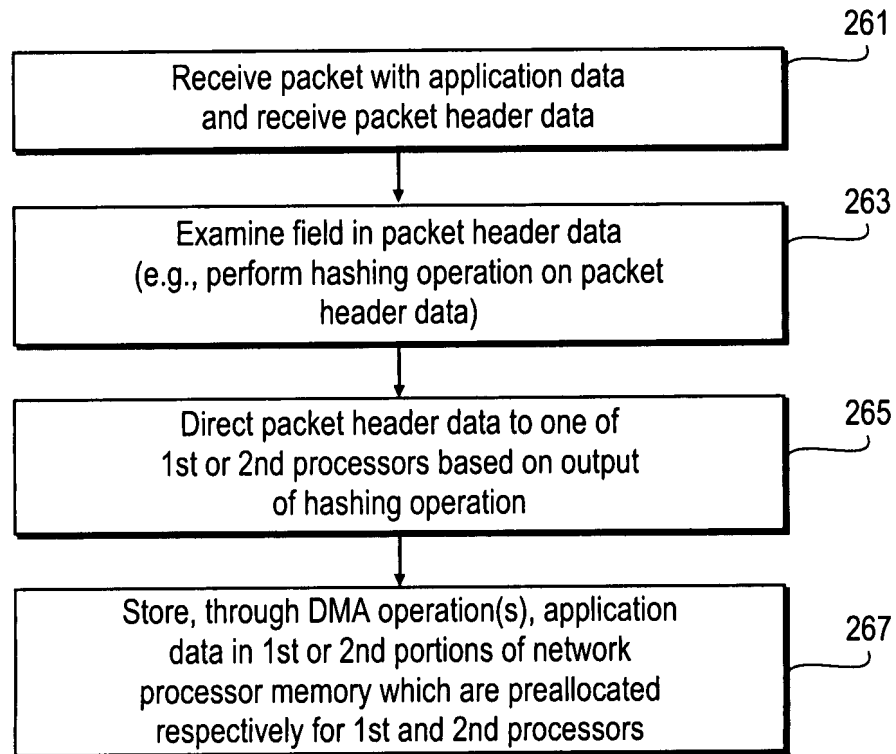 261
Receive packet with application data
and receive packet header data
263
Examine field in packet header data
(e.g., perform hashing operation on packet
header data)
265
Direct packet header data to one of
1st or 2nd processors based on output
of hashing operation
267
Store, through DMA operation(s), application
data in 1st or 2nd portions of network
processor memory which are preallocated
respectively for 1st and 2nd processors